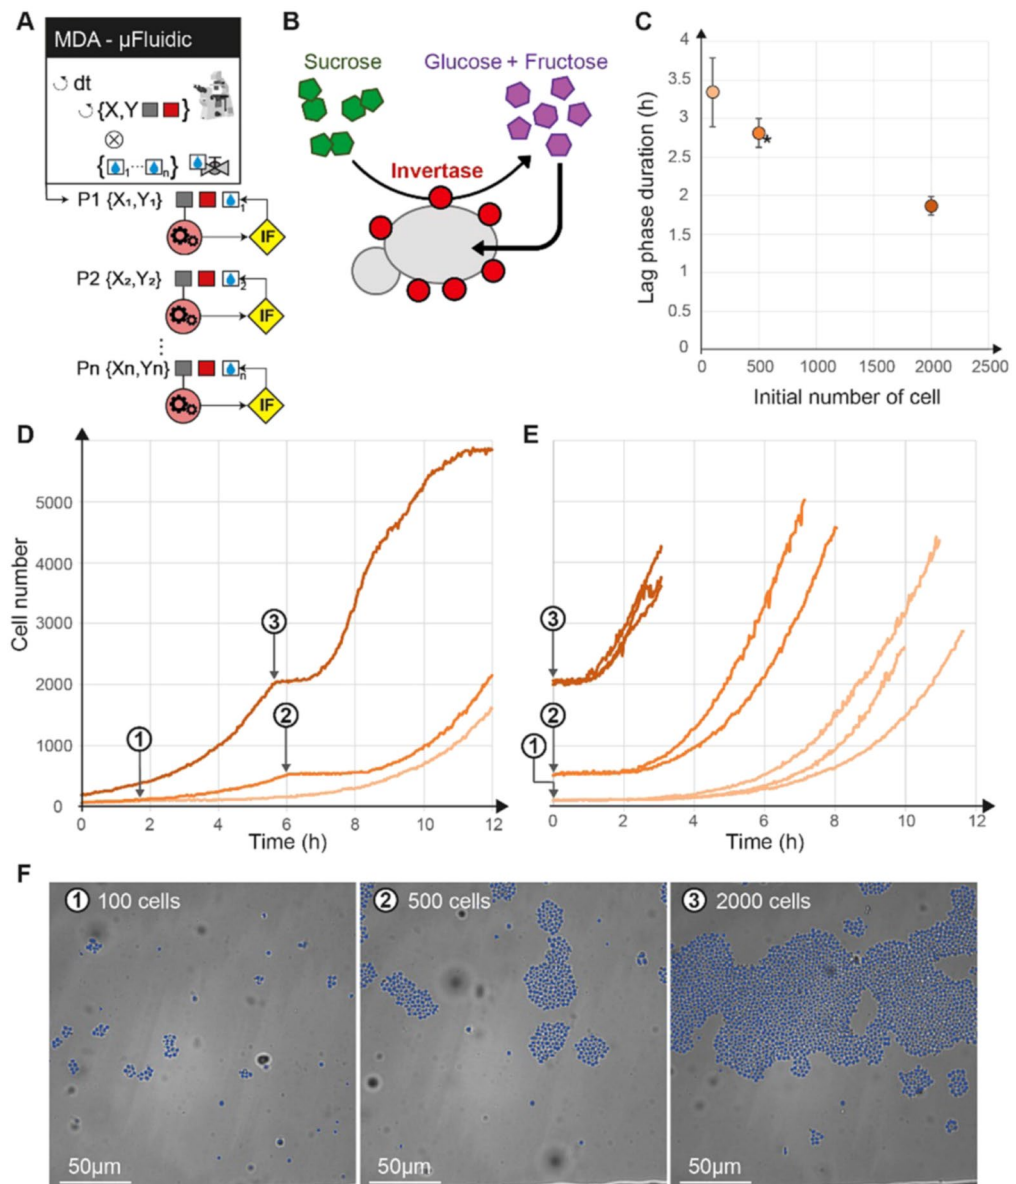 A
MDA - µFluidic
dt
{X,Y }
{ 1 ... n }
P1 {X₁,Y₁} 1
IF
P2 {X₂,Y₂} 2
IF
⋮
Pn {Xn,Yn} n
IF
B
Sucrose
Glucose + Fructose
Invertase
C
Lag phase duration (h)
4
3.5
3
2.5
2
1.5
1
0.5
0
*
0 500 1000 1500 2000 2500
Initial number of cell
D
Cell number
5000
4000
3000
2000
1000
0
3
2
1
0 2 4 6 8 10 12
Time (h)
E
3
2
1
0 2 4 6 8 10 12
Time (h)
F
1 100 cells
50µm
2 500 cells
50µm
3 2000 cells
50µm